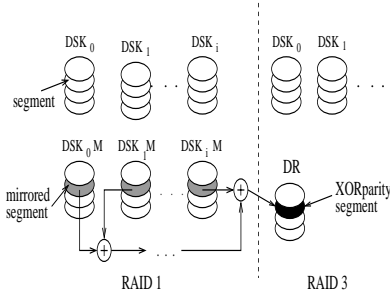 DSK 0 DSK 1 DSK i DSK 0 DSK 1
. . . . .
segment
DSK 0 M DSK 1 M DSK i M
DR
mirrored segment
XORparity segment
+
+ . . .
RAID 1 RAID 3